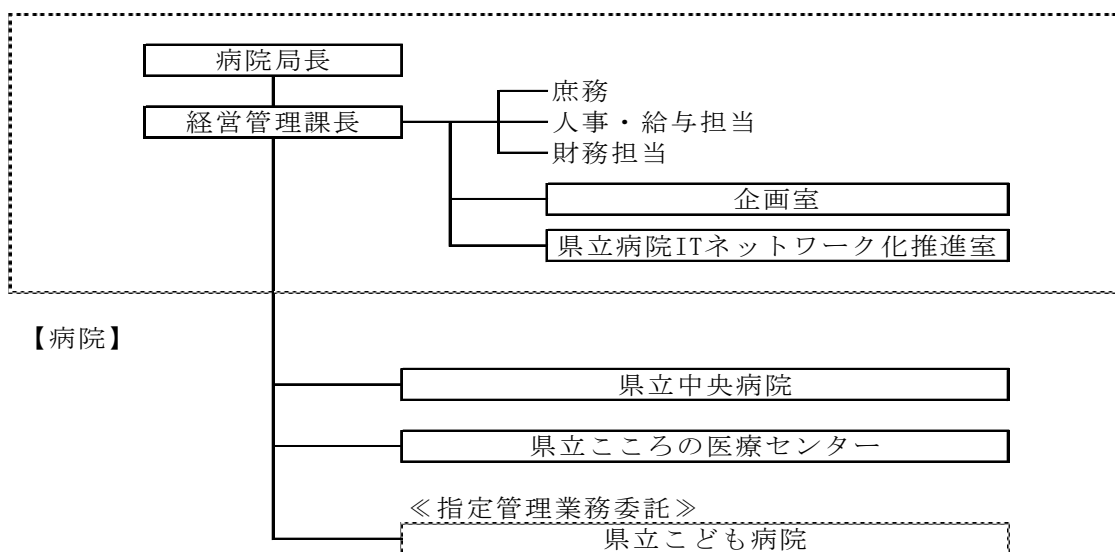 病院局長
経営管理課長
庶務
人事・給与担当
財務担当
企画室
県立病院ITネットワーク化推進室
【病院】
県立中央病院
県立こころの医療センター
≪指定管理業務委託≫
県立こども病院